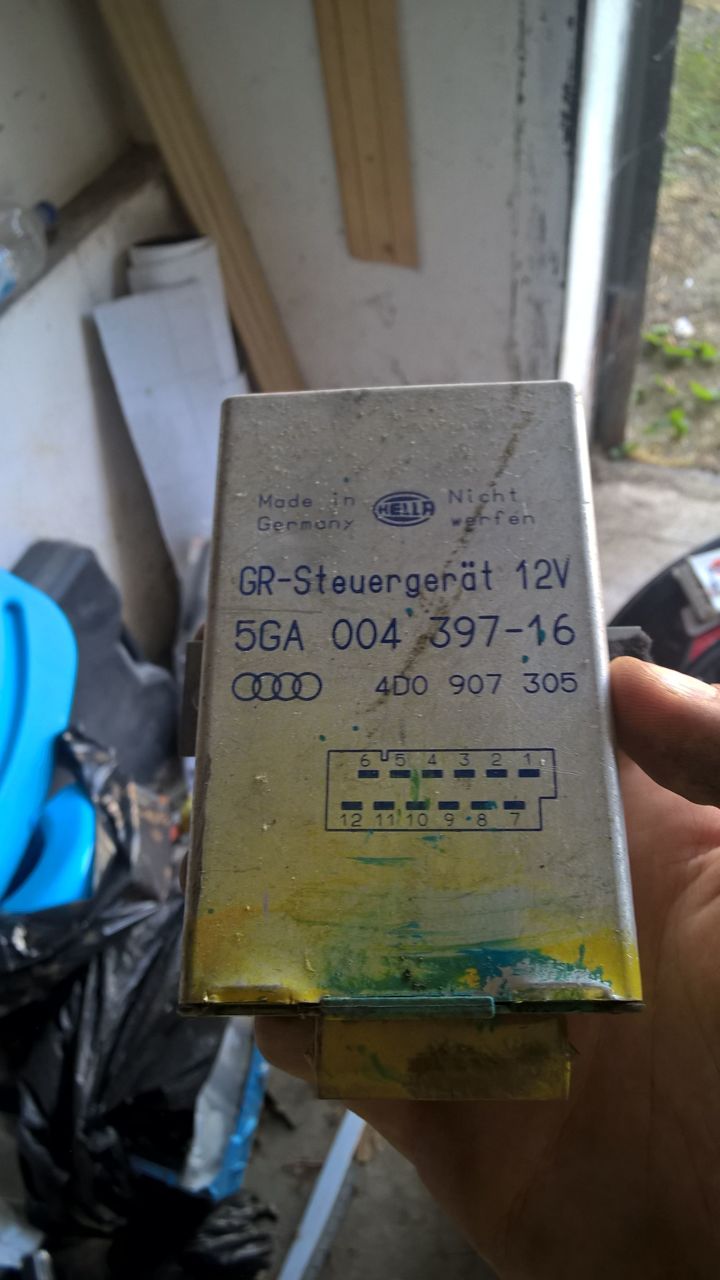 Made in HELLA Nicht
Germany werfen
GR-Steuergerät 12V
5GA 004 397-16
4D0 907 305
6 5 4 3 2 1
12 11 10 9 8 7